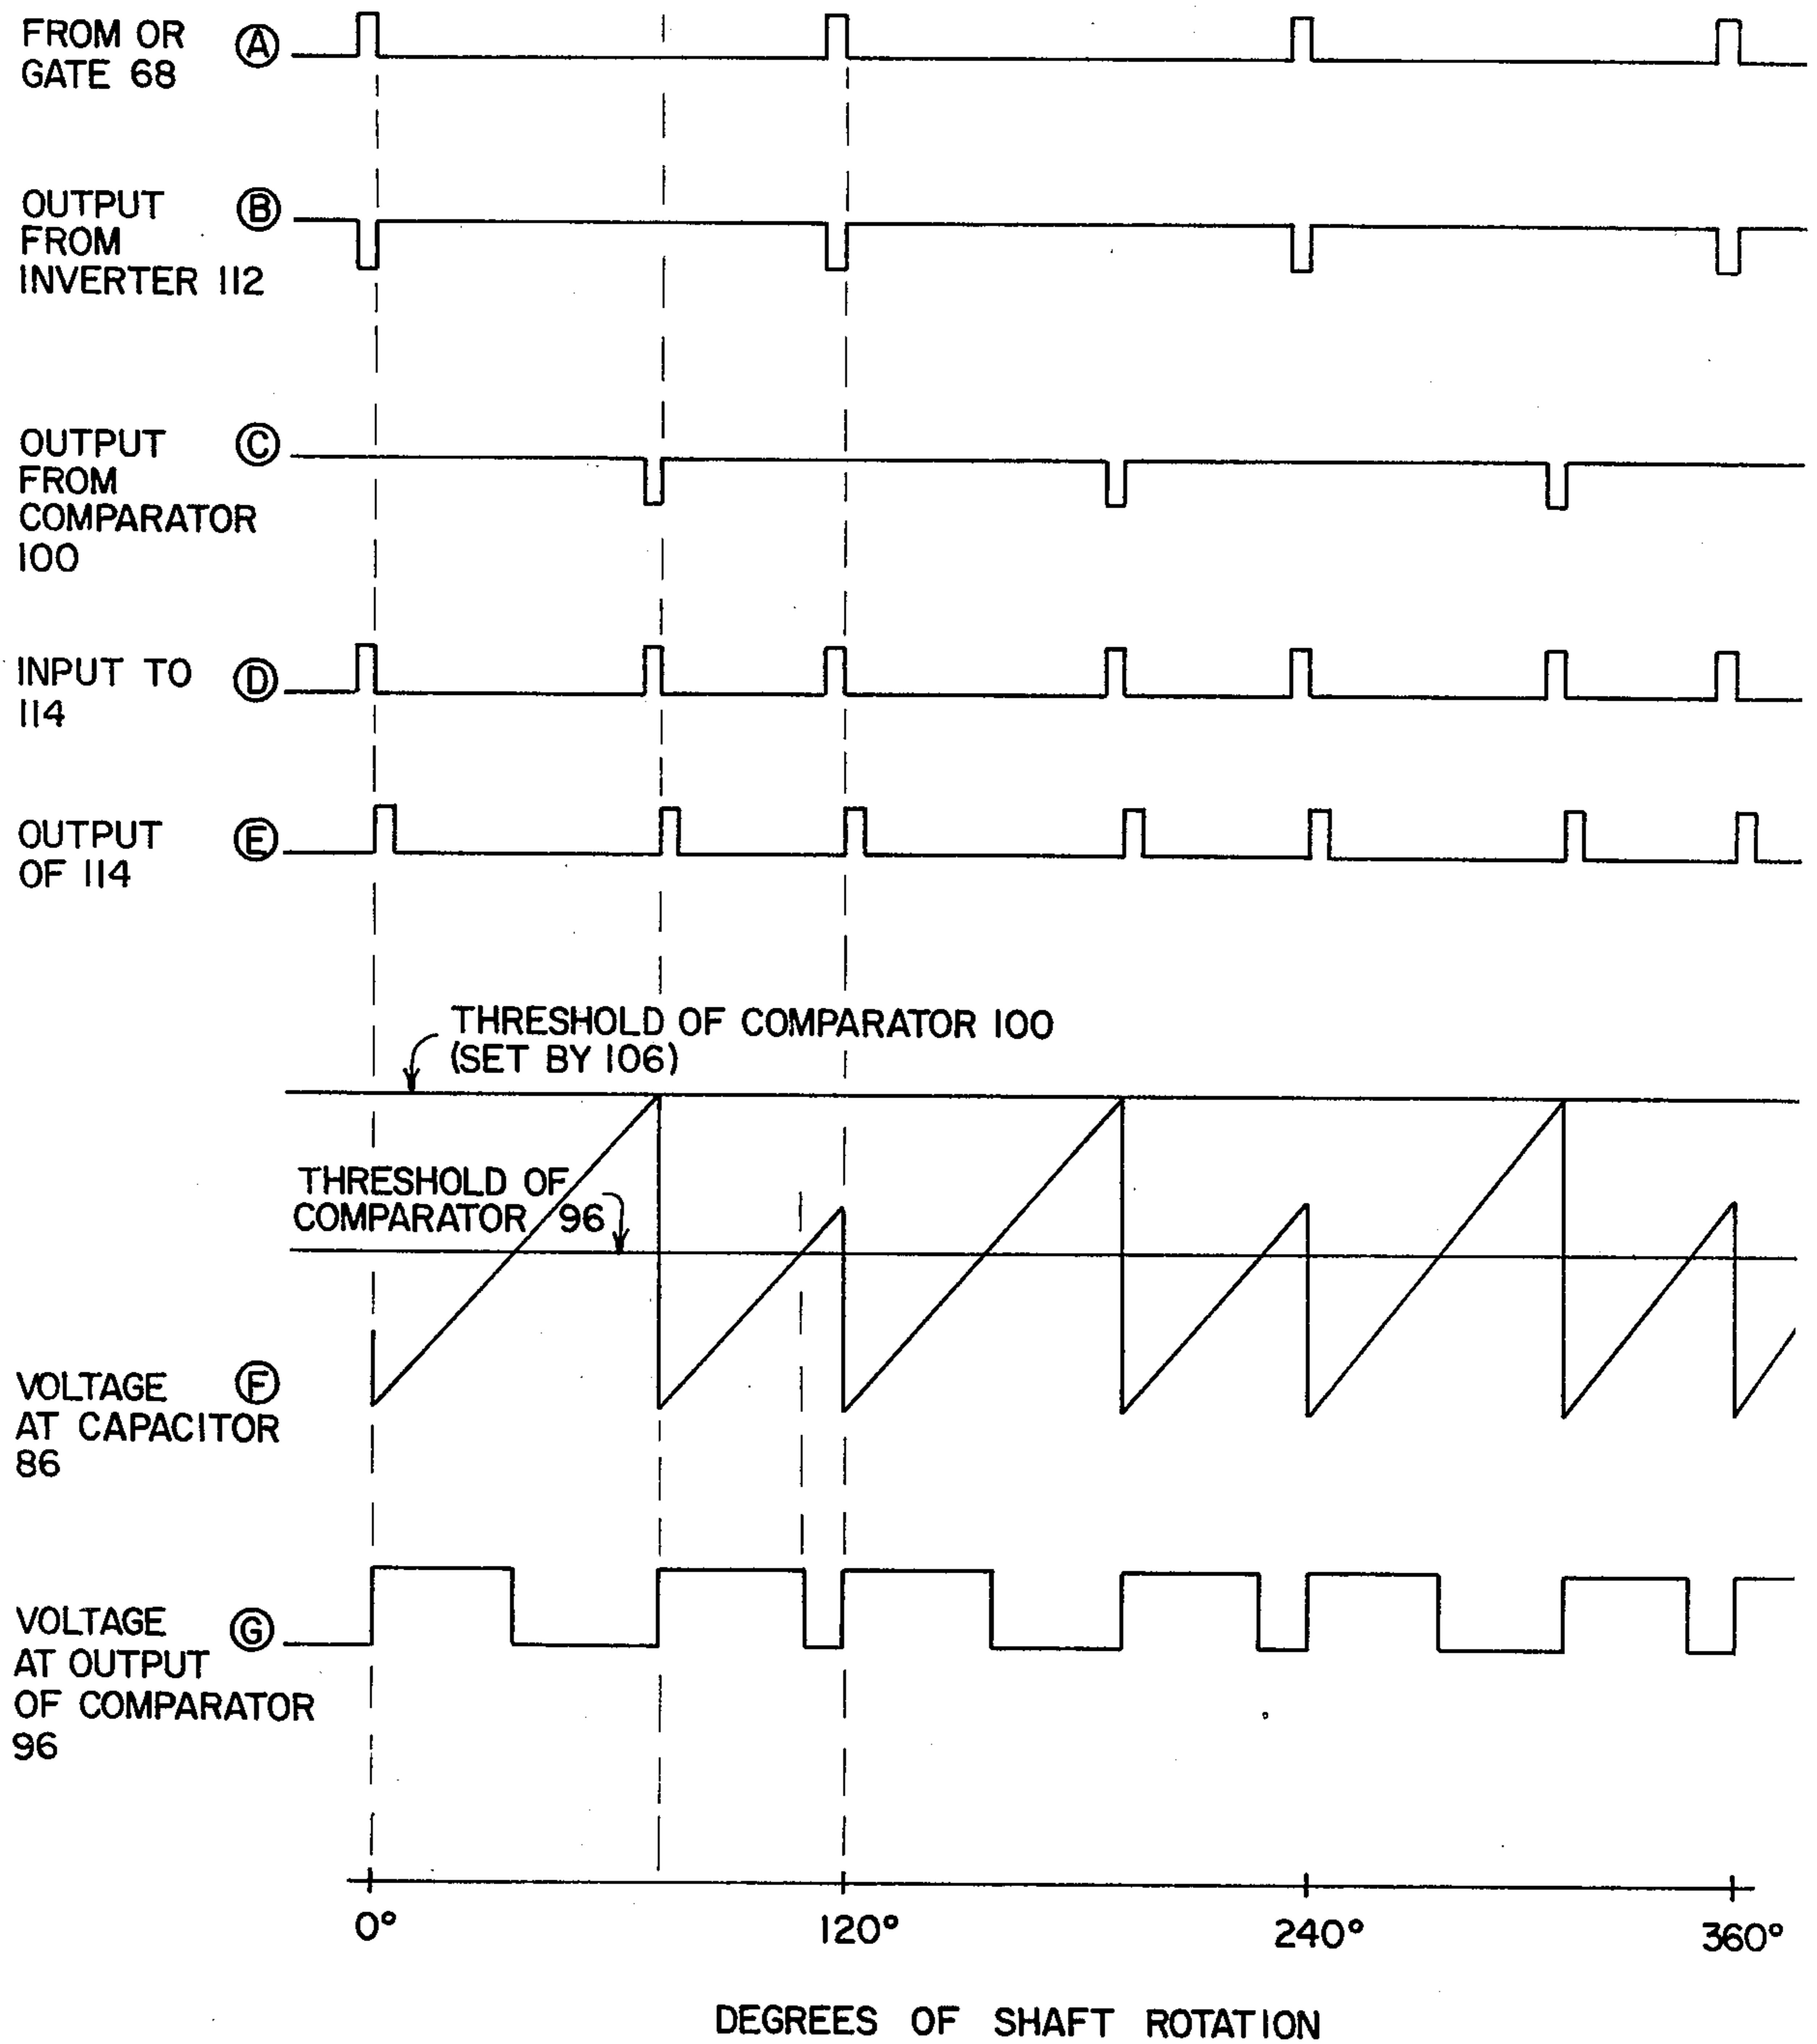 FROM OR
GATE 68
A
OUTPUT
FROM
INVERTER 112
B
OUTPUT
FROM
COMPARATOR
100
C
INPUT TO
114
D
OUTPUT
OF 114
E
THRESHOLD OF COMPARATOR 100
(SET BY 106)
THRESHOLD OF
COMPARATOR 96
VOLTAGE
AT CAPACITOR
86
F
VOLTAGE
AT OUTPUT
OF COMPARATOR
96
G
0° 120° 240° 360°
DEGREES OF SHAFT ROTATION